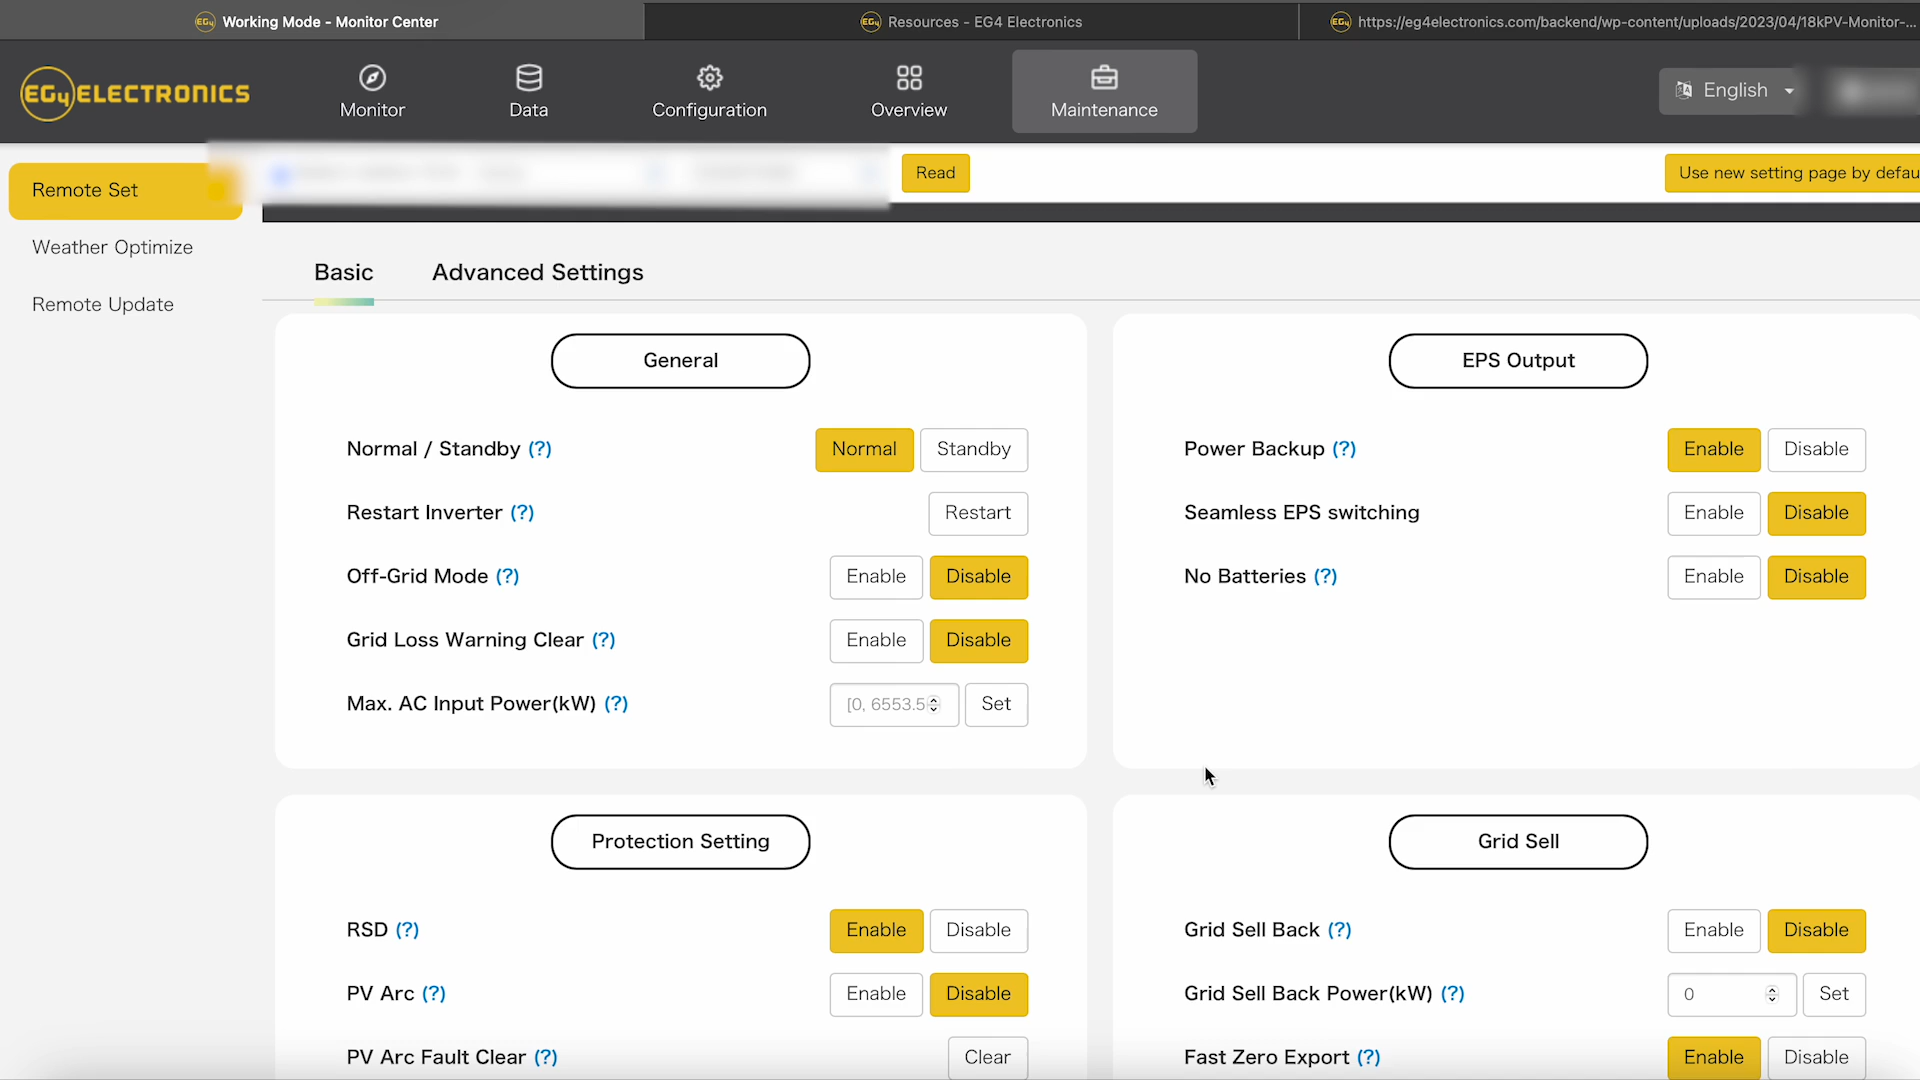 Working Mode - Monitor Center
Resources - EG4 Electronics
https://eg4electronics.com/backend/wp-content/uploads/2023/04/18kPV-Monitor-...
EG4 ELECTRONICS
Monitor
Data
Configuration
Overview
Maintenance
English
Remote Set
Read
Use new setting page by defau
Weather Optimize
Remote Update
Basic
Advanced Settings
General
Normal / Standby (?)
Normal
Standby
Restart Inverter (?)
Restart
Off-Grid Mode (?)
Enable
Disable
Grid Loss Warning Clear (?)
Enable
Disable
Max. AC Input Power(kW) (?)
[0, 6553.5
Set
EPS Output
Power Backup (?)
Enable
Disable
Seamless EPS switching
Enable
Disable
No Batteries (?)
Enable
Disable
Protection Setting
RSD (?)
Enable
Disable
PV Arc (?)
Enable
Disable
PV Arc Fault Clear (?)
Clear
Grid Sell
Grid Sell Back (?)
Enable
Disable
Grid Sell Back Power(kW) (?)
0
Set
Fast Zero Export (?)
Enable
Disable